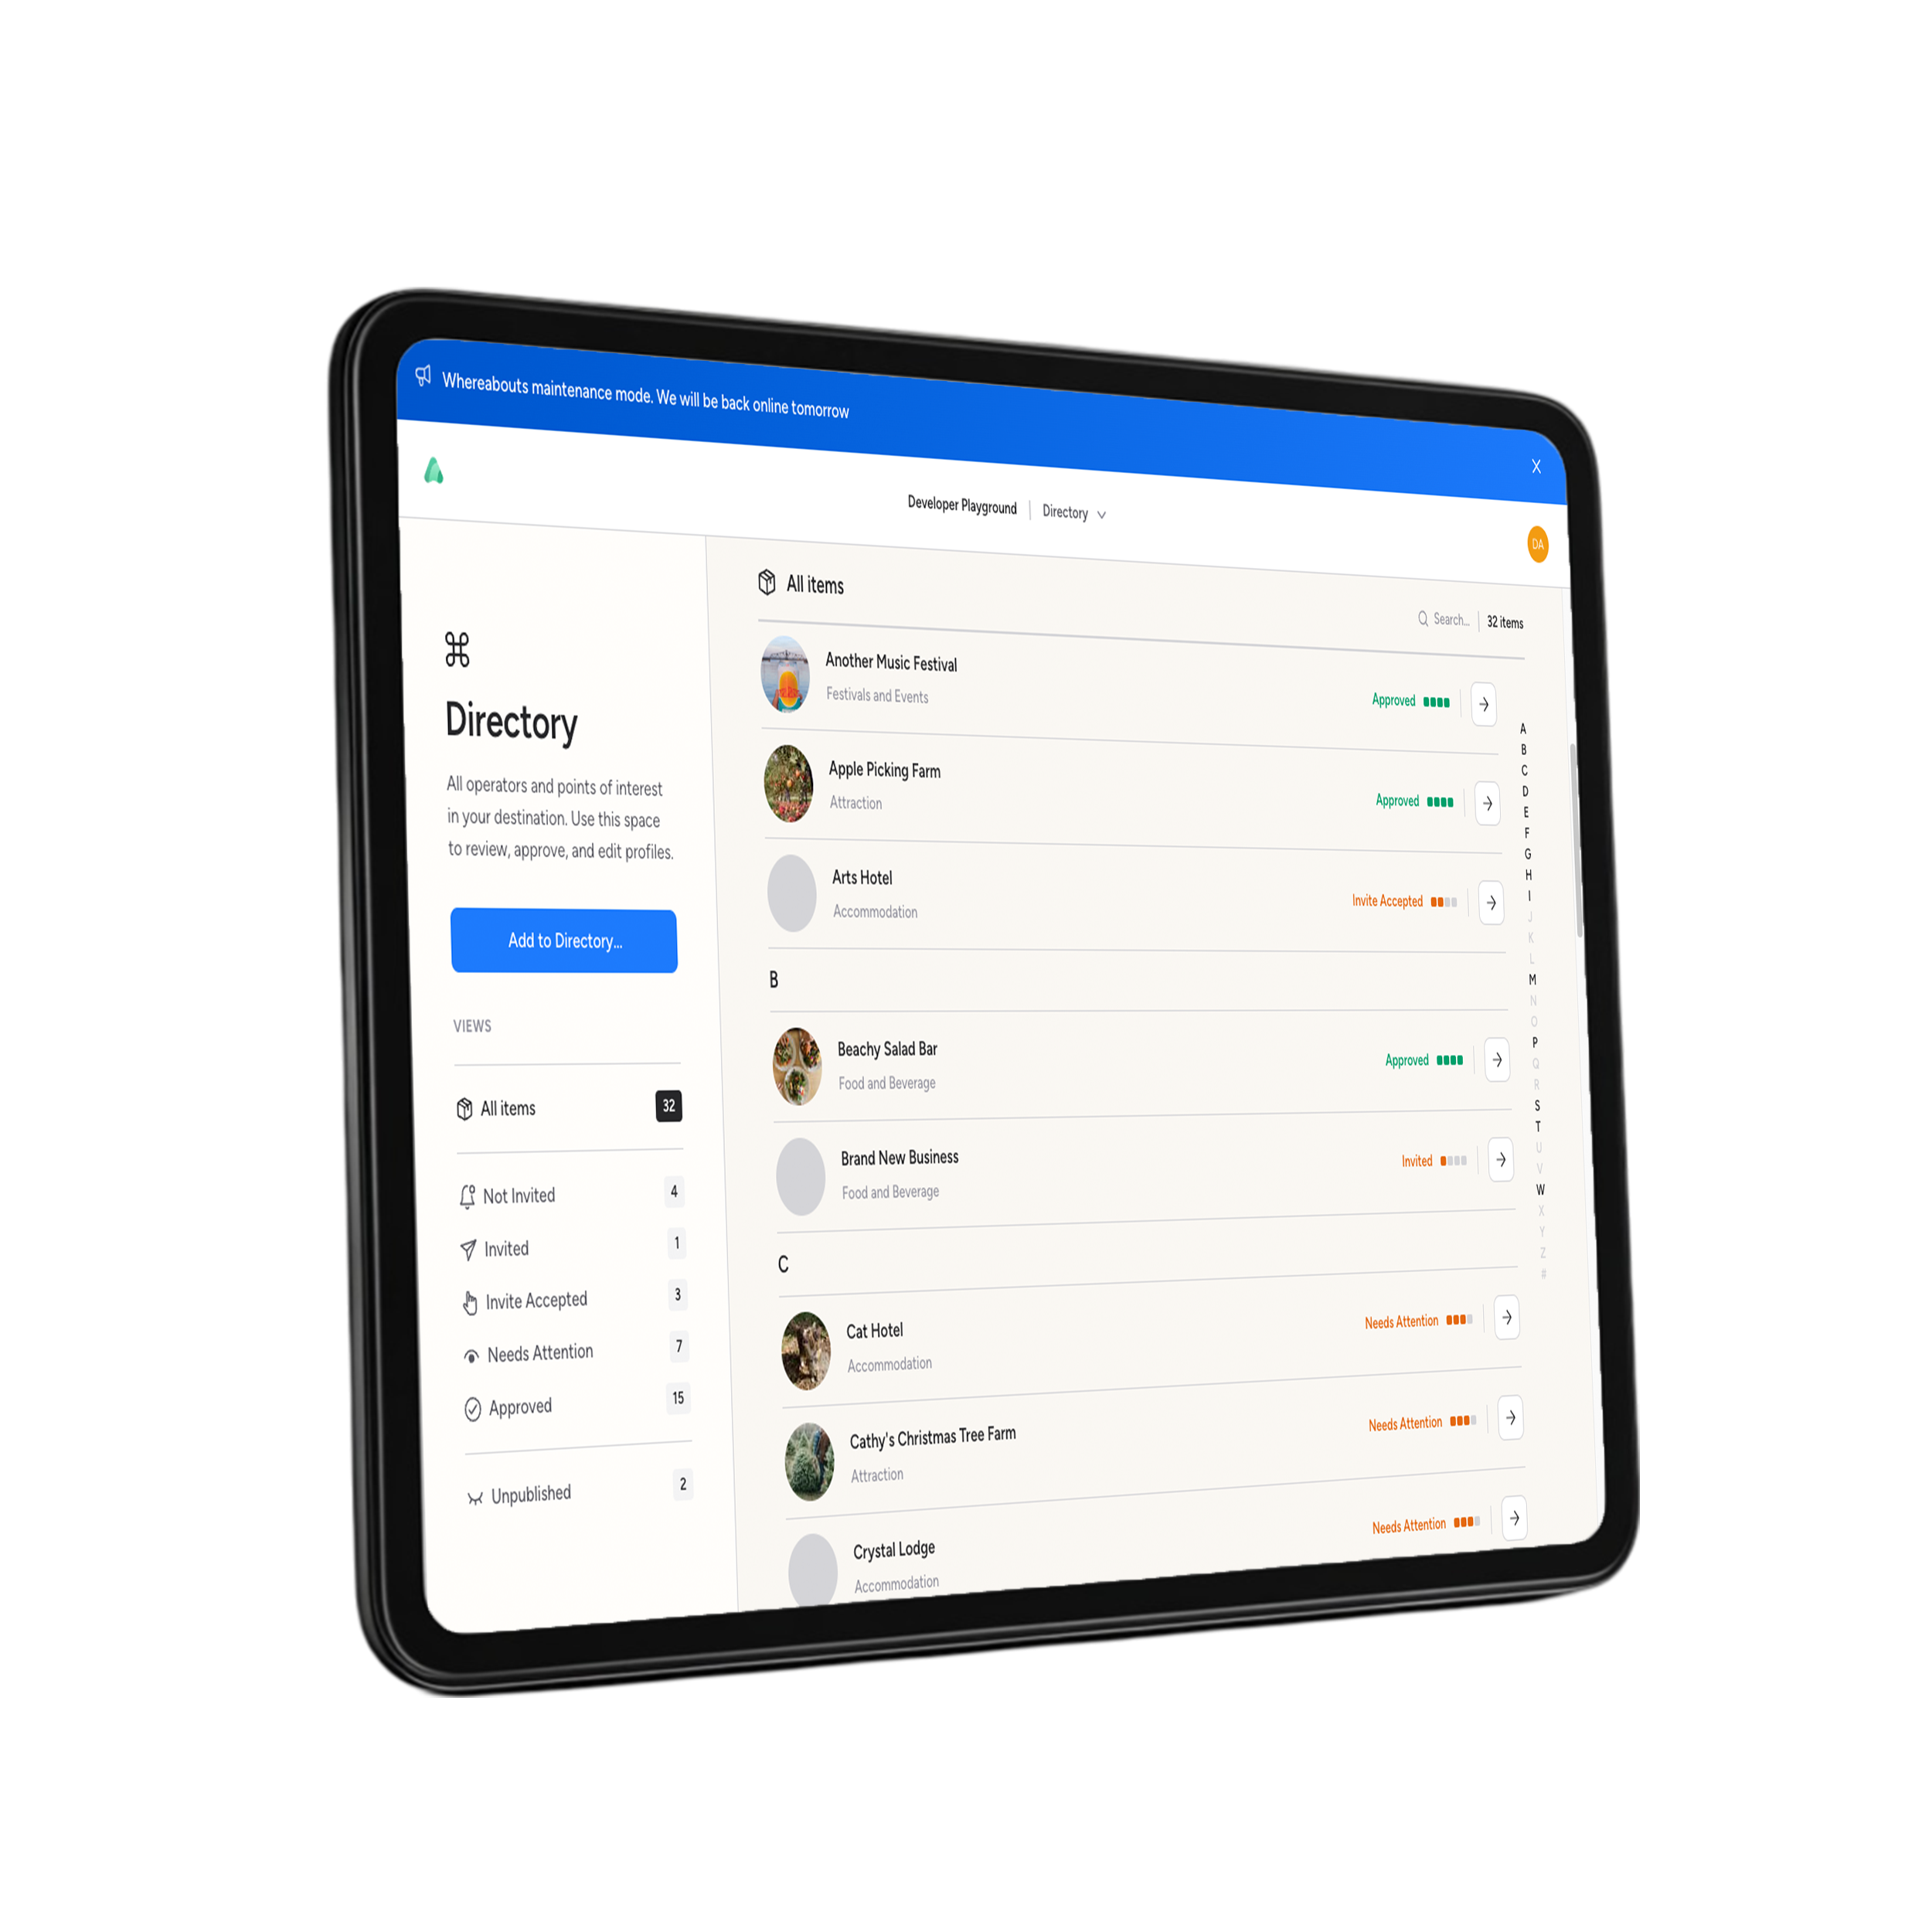 Whereabouts maintenance mode. We will be back online tomorrow
X
Developer Playground | Directory
DA
Directory
All operators and points of interest
in your destination. Use this space
to review, approve, and edit profiles.
Add to Directory...
VIEWS
All items 32
Not Invited 4
Invited 1
Invite Accepted 3
Needs Attention 7
Approved 15
Unpublished 2
All items
Search... | 32 items
Another Music Festival
Festivals and Events
Approved
Apple Picking Farm
Attraction
Approved
Arts Hotel
Accommodation
Invite Accepted
B
Beachy Salad Bar
Food and Beverage
Approved
Brand New Business
Food and Beverage
Invited
C
Cat Hotel
Accommodation
Needs Attention
Cathy's Christmas Tree Farm
Attraction
Needs Attention
Crystal Lodge
Accommodation
Needs Attention
A
B
C
D
E
F
G
H
I
J
K
L
M
N
O
P
Q
R
S
T
U
V
W
X
Y
Z
#